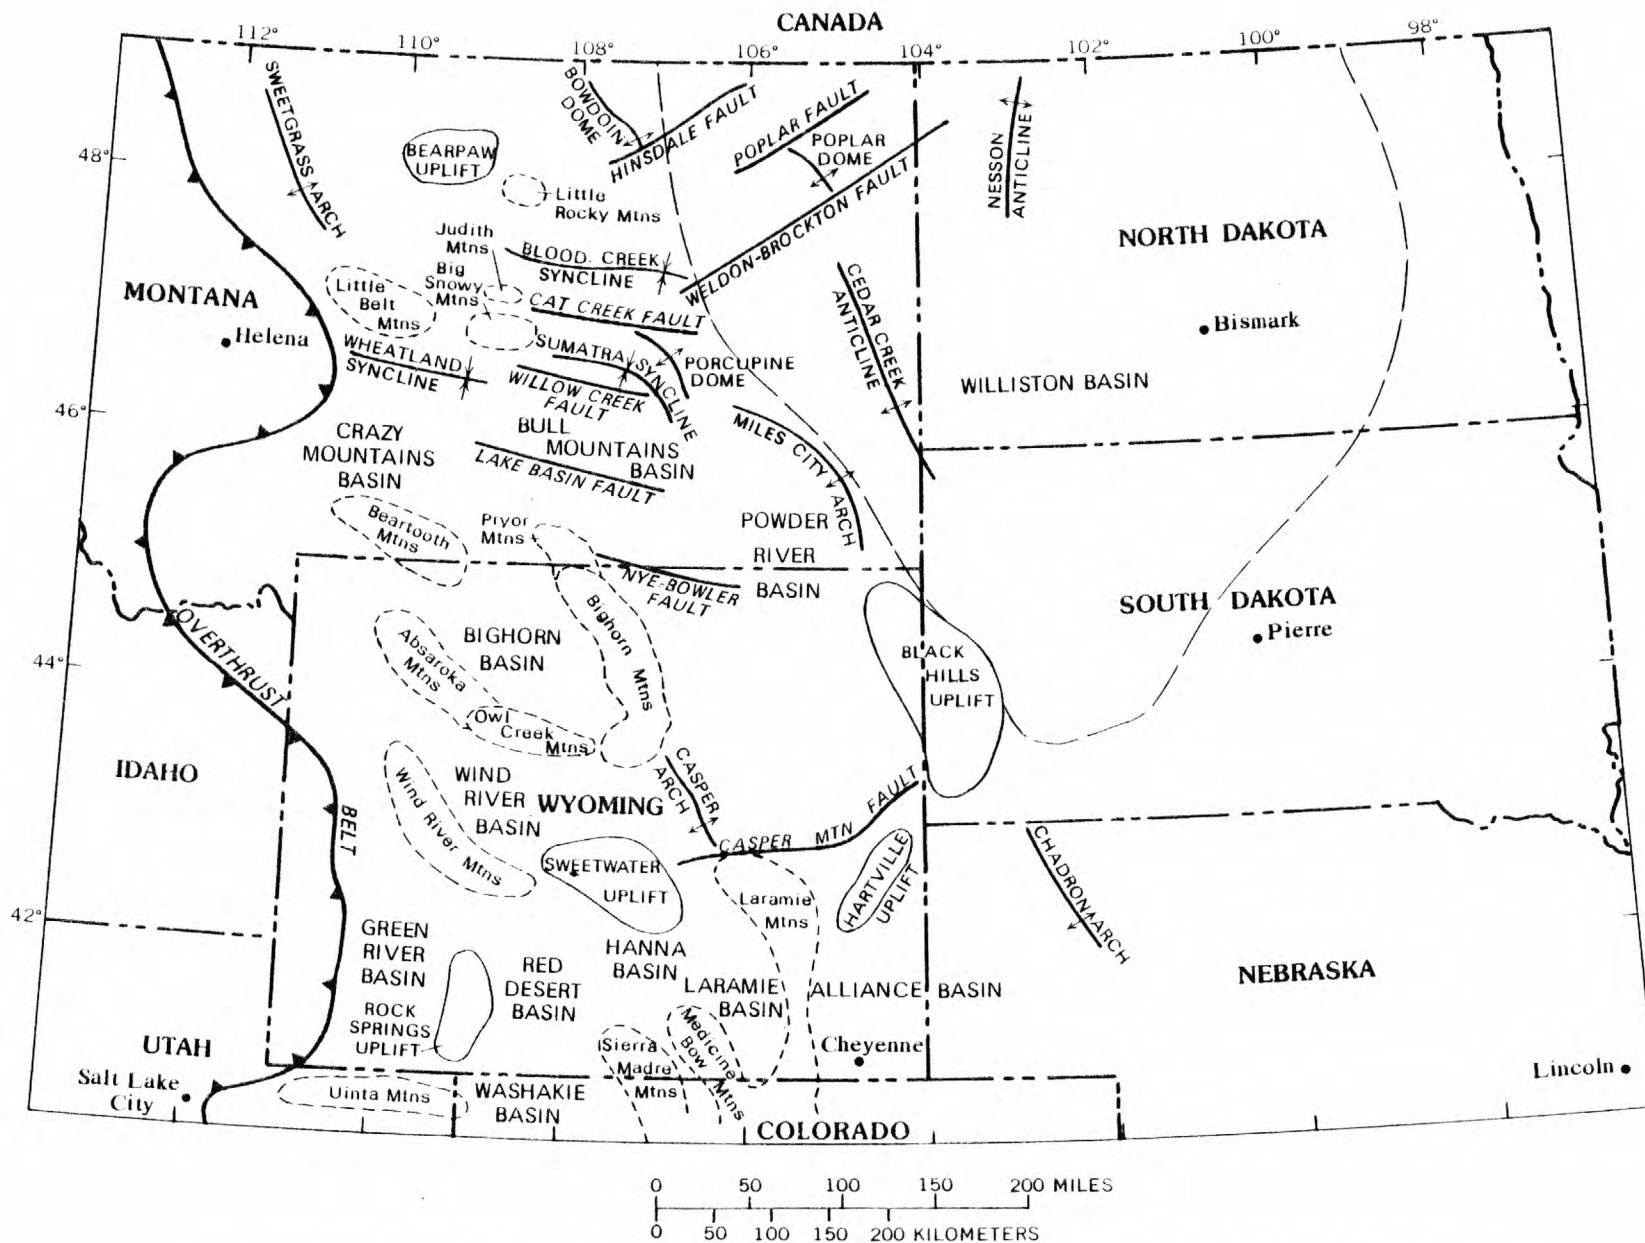 CANADA
112°
110°
108°
106°
104°
102°
100°
98°
48°
46°
44°
42°
SWEETGRASS ARCH
BEARPAW
UPLIFT
BOWDOIN
DOME
HINSDALE FAULT
POPLAR FAULT
POPLAR
DOME
WELDON-BROCKTON FAULT
NESSON
ANTICLINE
Little
Rocky Mtns
Judith
Mtns
BLOOD CREEK
SYNCLINE
Big
Snowy
Mtns
CAT CREEK FAULT
Little
Belt
Mtns
MONTANA
Helena
NORTH DAKOTA
Bismark
CEDAR CREEK
ANTICLINE
WILLISTON BASIN
WHEATLAND
SYNCLINE
SUMATRA SYNCLINE
PORCUPINE
DOME
WILLOW CREEK
FAULT
MILES CITY ARCH
CRAZY
MOUNTAINS
BASIN
BULL
MOUNTAINS
BASIN
LAKE BASIN FAULT
Beartooth
Mtns
Pryor
Mtns
POWDER
RIVER
BASIN
NYE-BOWLER
FAULT
SOUTH DAKOTA
Pierre
OVERTHRUST
BELT
Absaroka
Mtns
BIGHORN
BASIN
Bighorn Mtns
BLACK
HILLS
UPLIFT
Owl
Creek Mtns
IDAHO
Wind River Mtns
WIND
RIVER
BASIN
WYOMING
CASPER
ARCH
CASPER MTN FAULT
SWEETWATER
UPLIFT
Laramie
Mtns
HARTVILLE
UPLIFT
CHADRON ARCH
GREEN
RIVER
BASIN
RED
DESERT
BASIN
HANNA
BASIN
LARAMIE
BASIN
ALLIANCE BASIN
NEBRASKA
ROCK
SPRINGS
UPLIFT
Sierra
Madre
Mtns
Medicine
Bow Mtns
Cheyenne
Lincoln
UTAH
Salt Lake
City
Uinta Mtns
WASHAKIE
BASIN
COLORADO
0 50 100 150 200 MILES
0 50 100 150 200 KILOMETERS